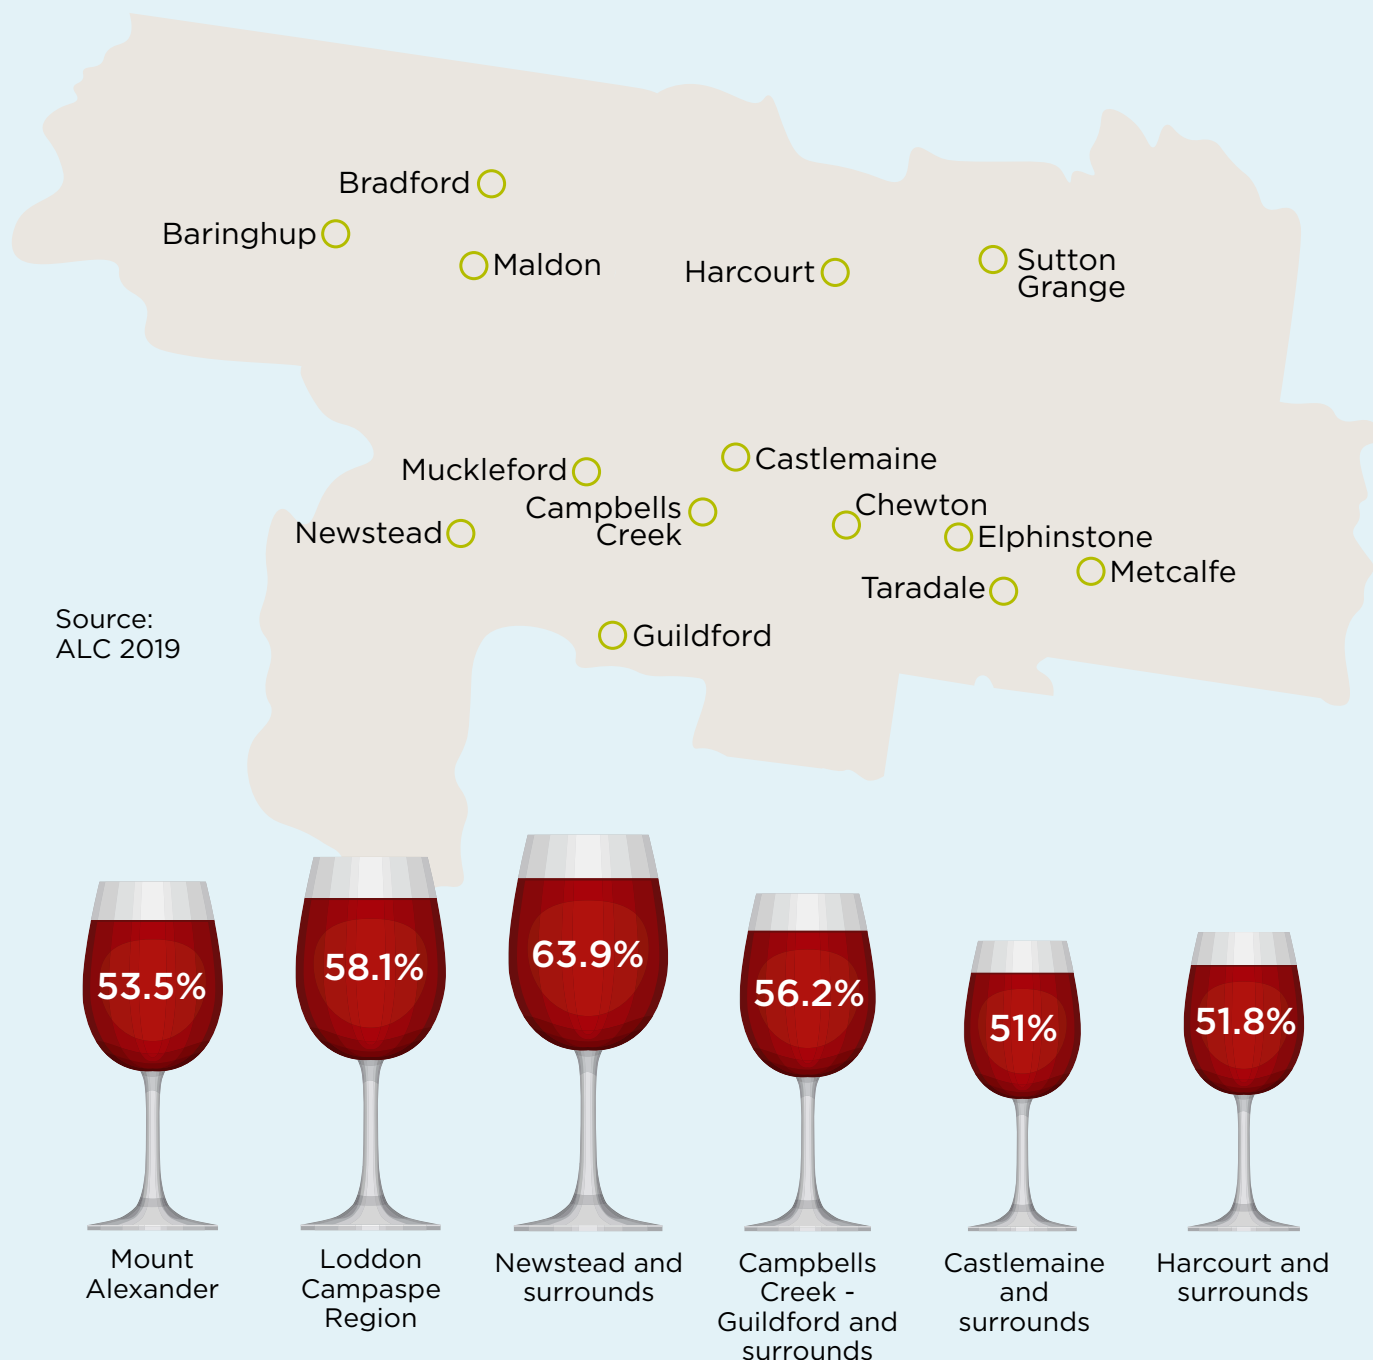 Bradford
Baringhup
Maldon
Harcourt
Sutton
Grange
Castlemaine
Muckleford
Campbells
Creek
Chewton
Newstead
Elphinstone
Metcalfe
Taradale
Source:
ALC 2019
Guildford
53.5%
58.1%
63.9%
56.2%
51%
51.8%
Mount
Alexander
Loddon
Campaspe
Region
Newstead and
surrounds
Campbells
Creek -
Guildford and
surrounds
Castlemaine
and
surrounds
Harcourt and
surrounds